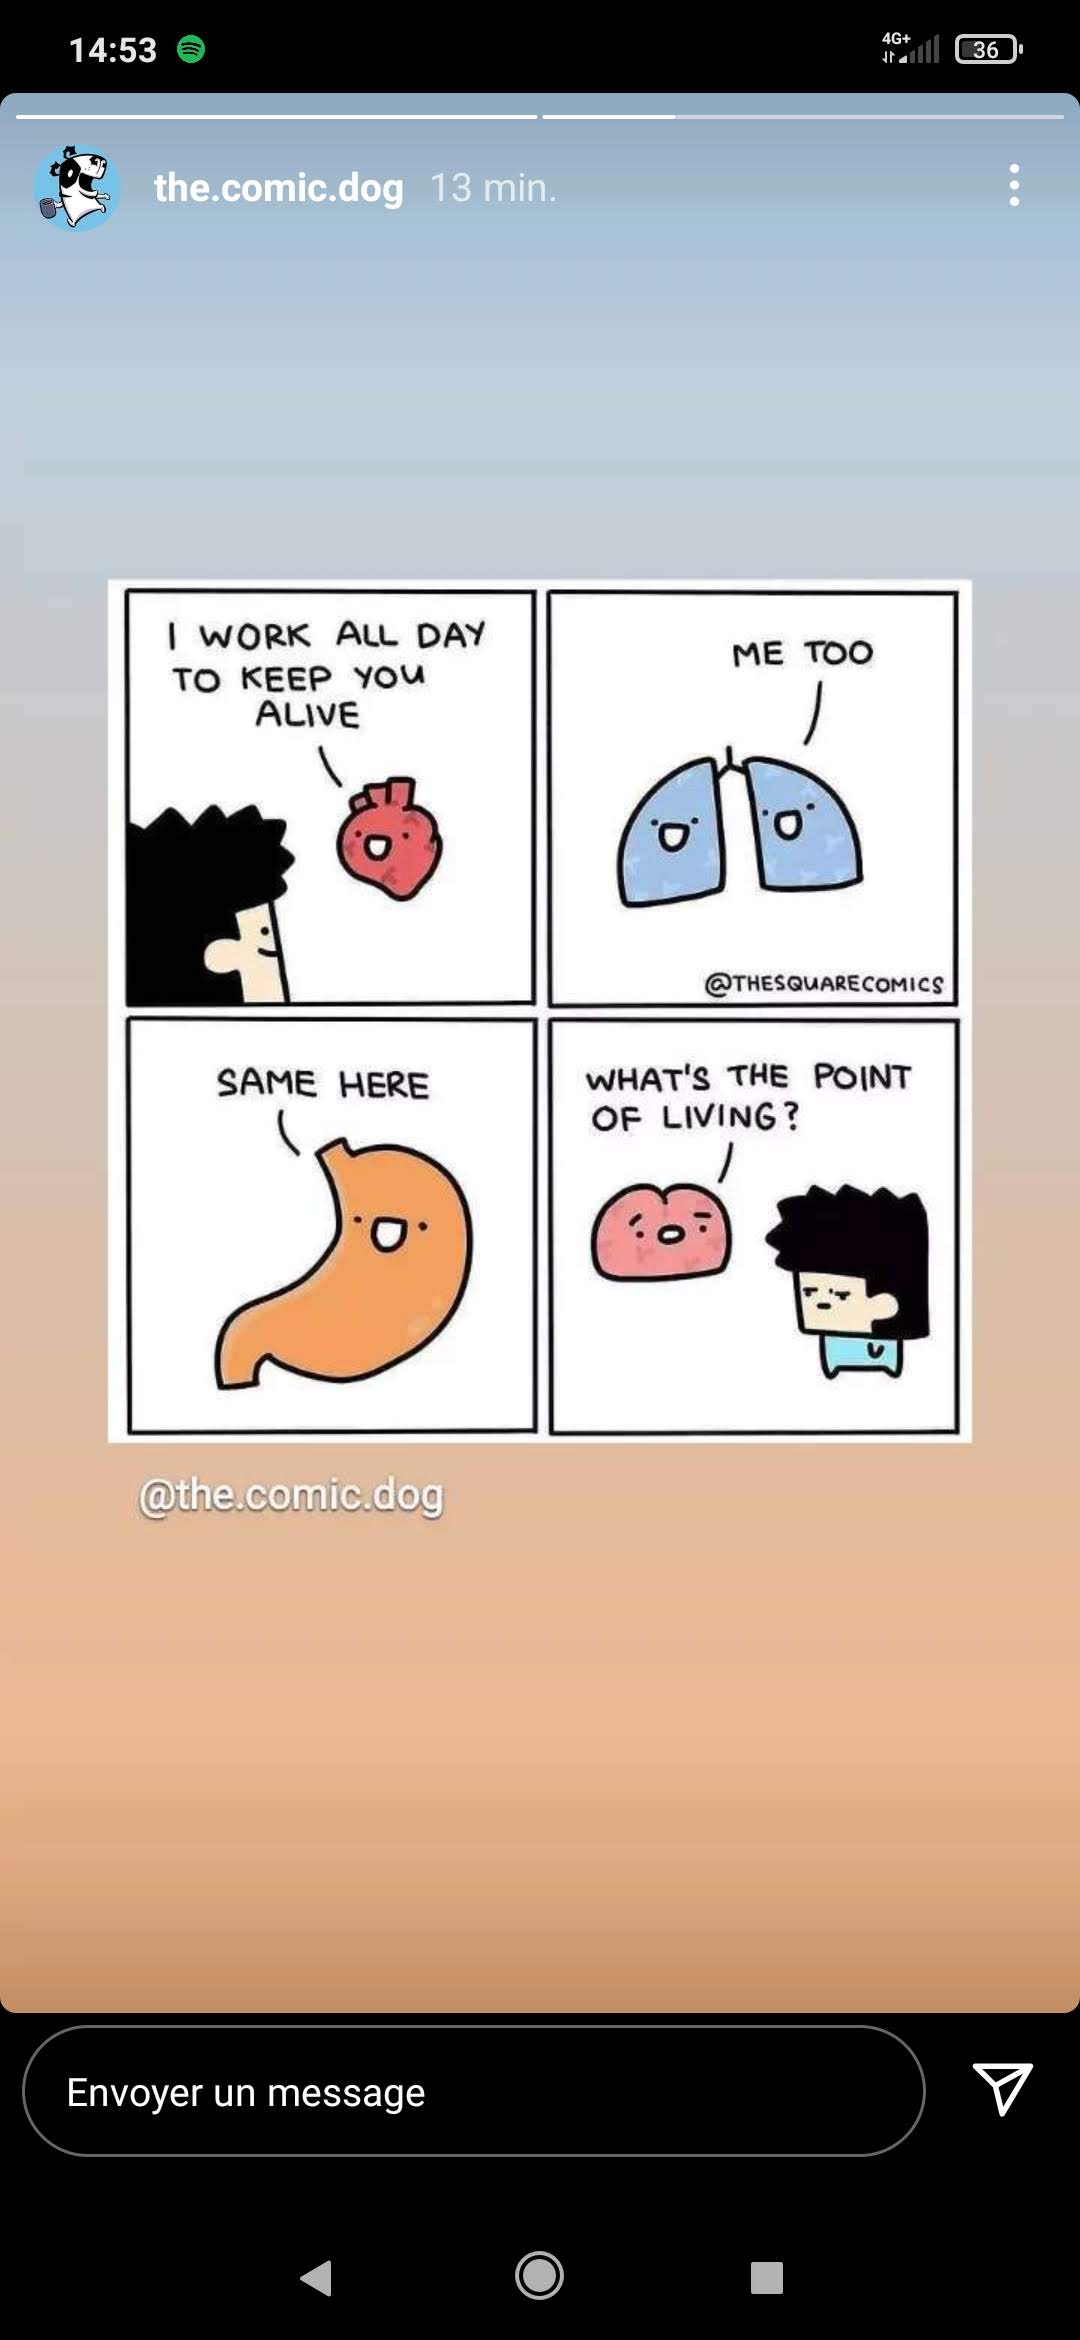 14:53
4G+
36
the.comic.dog 13 min.
I WORK ALL DAY
TO KEEP YOU
ALIVE
ME TOO
@THESQUARECOMICS
SAME HERE
WHAT'S THE POINT
OF LIVING?
@the.comic.dog
Envoyer un message